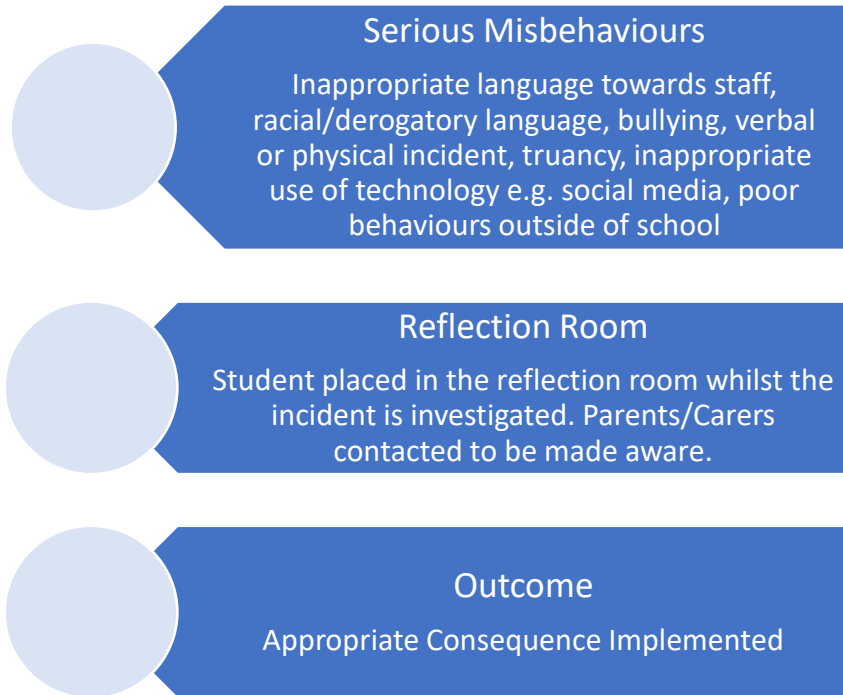 Serious Misbehaviours
Inappropriate language towards staff,
racial/derogatory language, bullying, verbal
or physical incident, truancy, inappropriate
use of technology e.g. social media, poor
behaviours outside of school
Reflection Room
Student placed in the reflection room whilst the
incident is investigated. Parents/Carers
contacted to be made aware.
Outcome
Appropriate Consequence Implemented